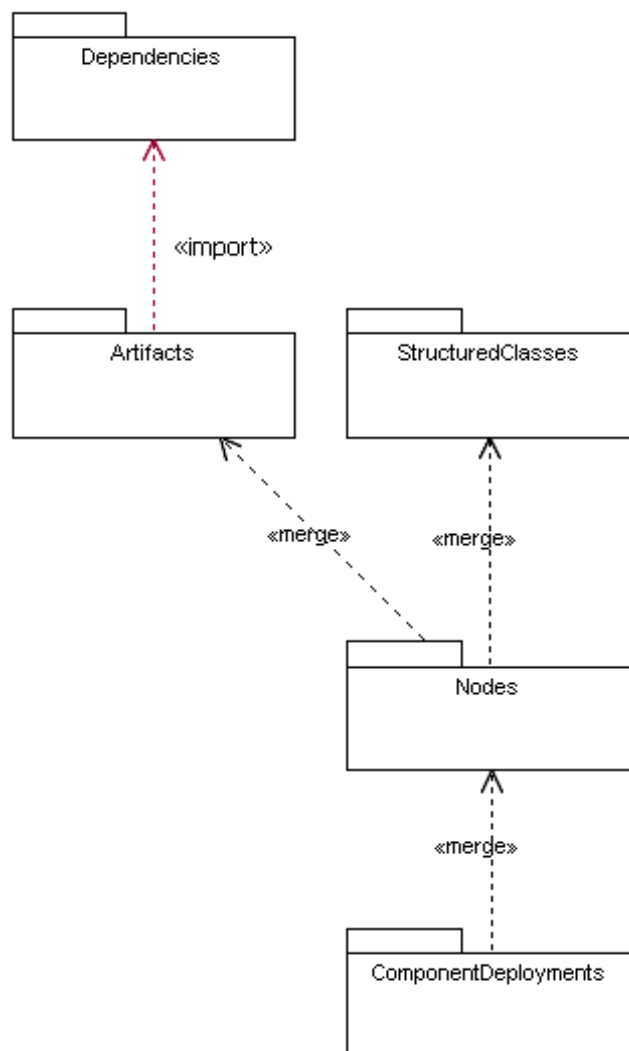 Dependencies
«import»
Artifacts
StructuredClasses
«merge»
«merge»
Nodes
«merge»
ComponentDeployments